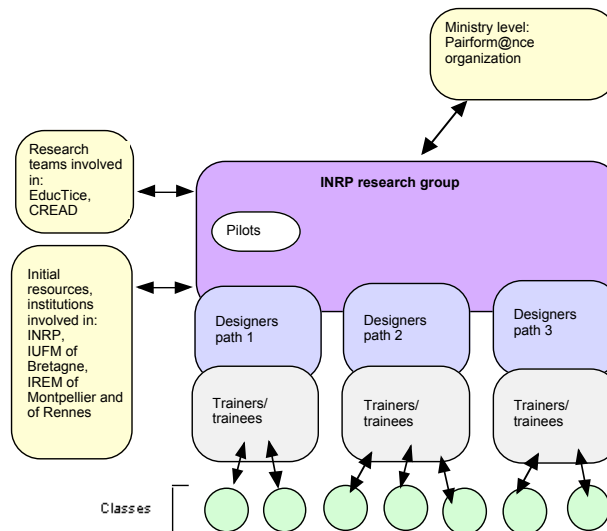 Ministry level:
Pairform@nce
organization
Research
teams involved
in:
EducTice,
CREAD
INRP research group
Pilots
Initial
resources,
institutions
involved in:
INRP,
IUFM of
Bretagne,
IREM of
Montpellier and
of Rennes
Designers
path 1
Designers
path 2
Designers
path 3
Trainers/
trainees
Trainers/
trainees
Trainers/
trainees
Classes